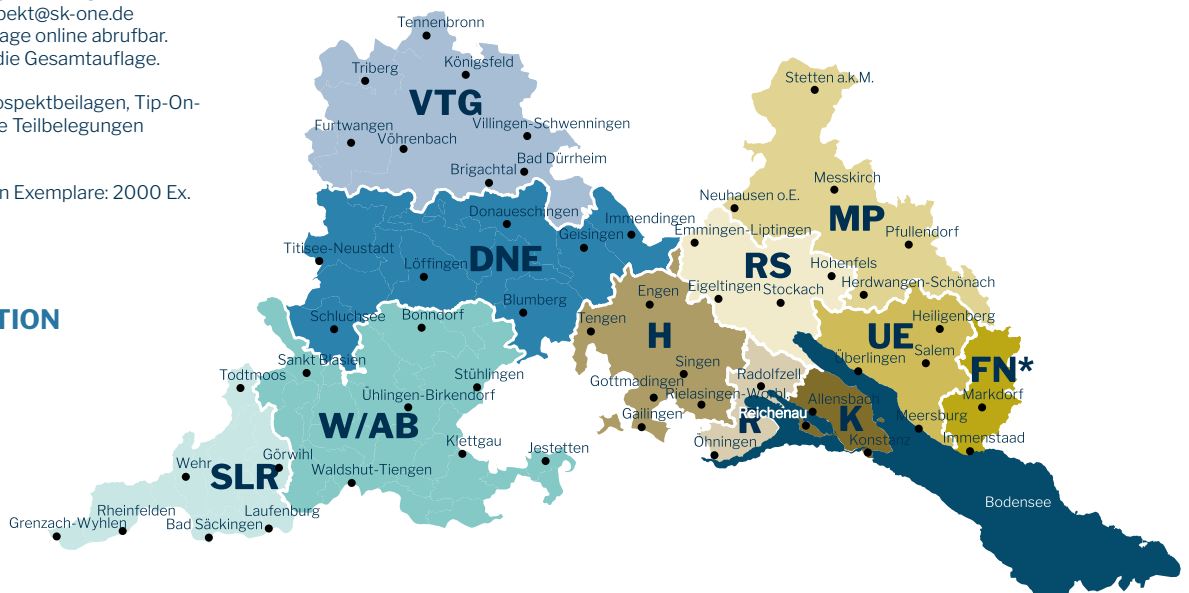 pekt@sk-one.de
age online abrufbar.
die Gesamtauflage.
ospektbeilagen, Tip-On-
e Teilbelegungen
n Exemplare: 2000 Ex.
TION
Tennenbronn
Triberg
Königsfeld
VTG
Furtwangen
Vöhrenbach
Villingen-Schwenningen
Brigachtal
Bad Dürrheim
Donaueschingen
Immendingen
Geisingen
Titisee-Neustadt
Löffingen
DNE
Blumberg
Schluchsee
Bonndorf
Sankt Blasien
Todtmoos
Stühlingen
Ühlingen-Birkendorf
W/AB
Klettgau
Jestetten
Görwihl
Wehr
SLR
Waldshut-Tiengen
Laufenburg
Rheinfelden
Grenzach-Wyhlen
Bad Säckingen
Stetten a.k.M.
Messkirch
Neuhausen o.E.
MP
Emmingen-Liptingen
Pfullendorf
RS
Hohenfels
Eigeltingen
Stockach
Herdwangen-Schönach
Engen
Tengen
H
Heiligenberg
UE
Überlingen
Salem
FN*
Singen
Radolfzell
Gottmadingen
Rielasingen-Worbl.
Allensbach
Markdorf
Gailingen
Reichenau
R
K
Meersburg
Öhningen
Konstanz
Immenstaad
Bodensee